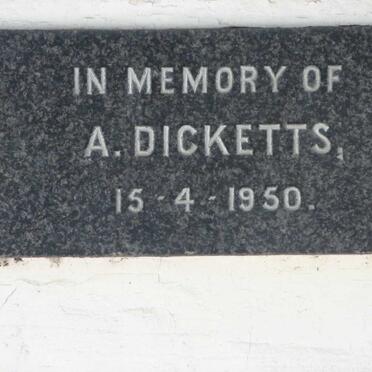 IN MEMORY OF
A. DICKETTS,
15 - 4 - 1950.